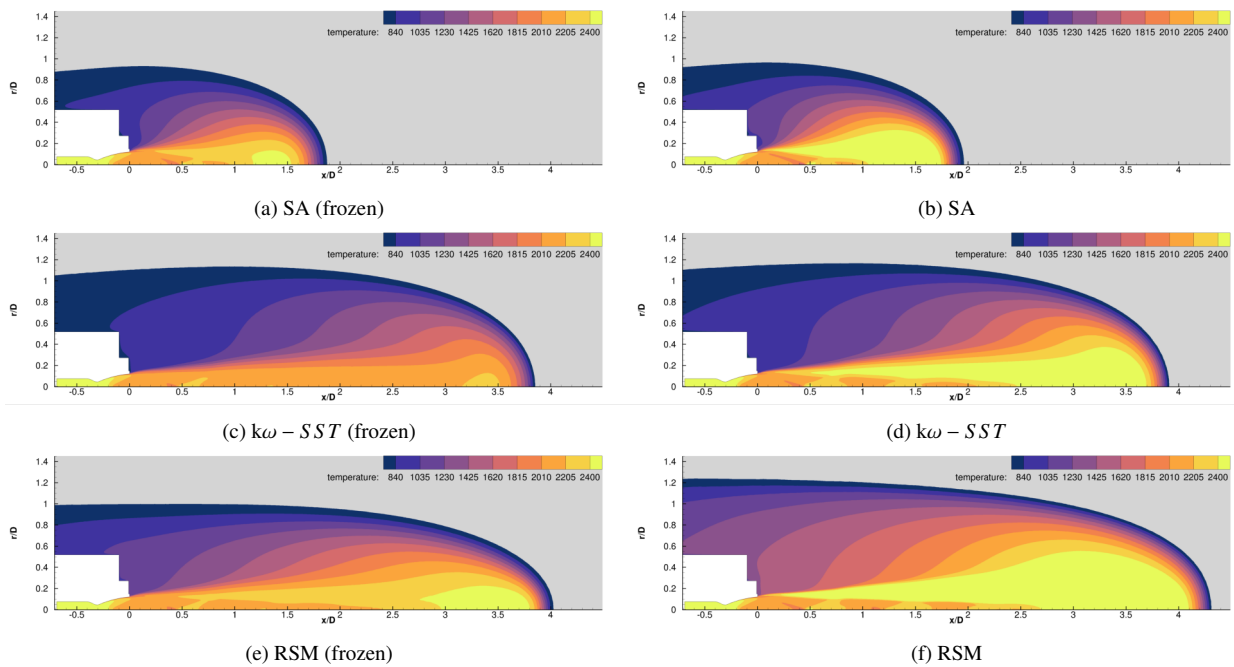 temperature: 840 1035 1230 1425 1620 1815 2010 2205 2400
r/D
1.4
1.2
1
0.8
0.6
0.4
0.2
0
-0.5 0 0.5 1 1.5 2 2.5 3 3.5 4
x/D
(a) SA (frozen)
temperature: 840 1035 1230 1425 1620 1815 2010 2205 2400
r/D
1.4
1.2
1
0.8
0.6
0.4
0.2
0
-0.5 0 0.5 1 1.5 2 2.5 3 3.5 4
x/D
(b) SA
temperature: 840 1035 1230 1425 1620 1815 2010 2205 2400
r/D
1.4
1.2
1
0.8
0.6
0.4
0.2
0
-0.5 0 0.5 1 1.5 2 2.5 3 3.5 4
x/D
(c) kω − SST (frozen)
temperature: 840 1035 1230 1425 1620 1815 2010 2205 2400
r/D
1.4
1.2
1
0.8
0.6
0.4
0.2
0
-0.5 0 0.5 1 1.5 2 2.5 3 3.5 4
x/D
(d) kω − SST
temperature: 840 1035 1230 1425 1620 1815 2010 2205 2400
r/D
1.4
1.2
1
0.8
0.6
0.4
0.2
0
-0.5 0 0.5 1 1.5 2 2.5 3 3.5 4
x/D
(e) RSM (frozen)
temperature: 840 1035 1230 1425 1620 1815 2010 2205 2400
r/D
1.4
1.2
1
0.8
0.6
0.4
0.2
0
-0.5 0 0.5 1 1.5 2 2.5 3 3.5 4
x/D
(f) RSM